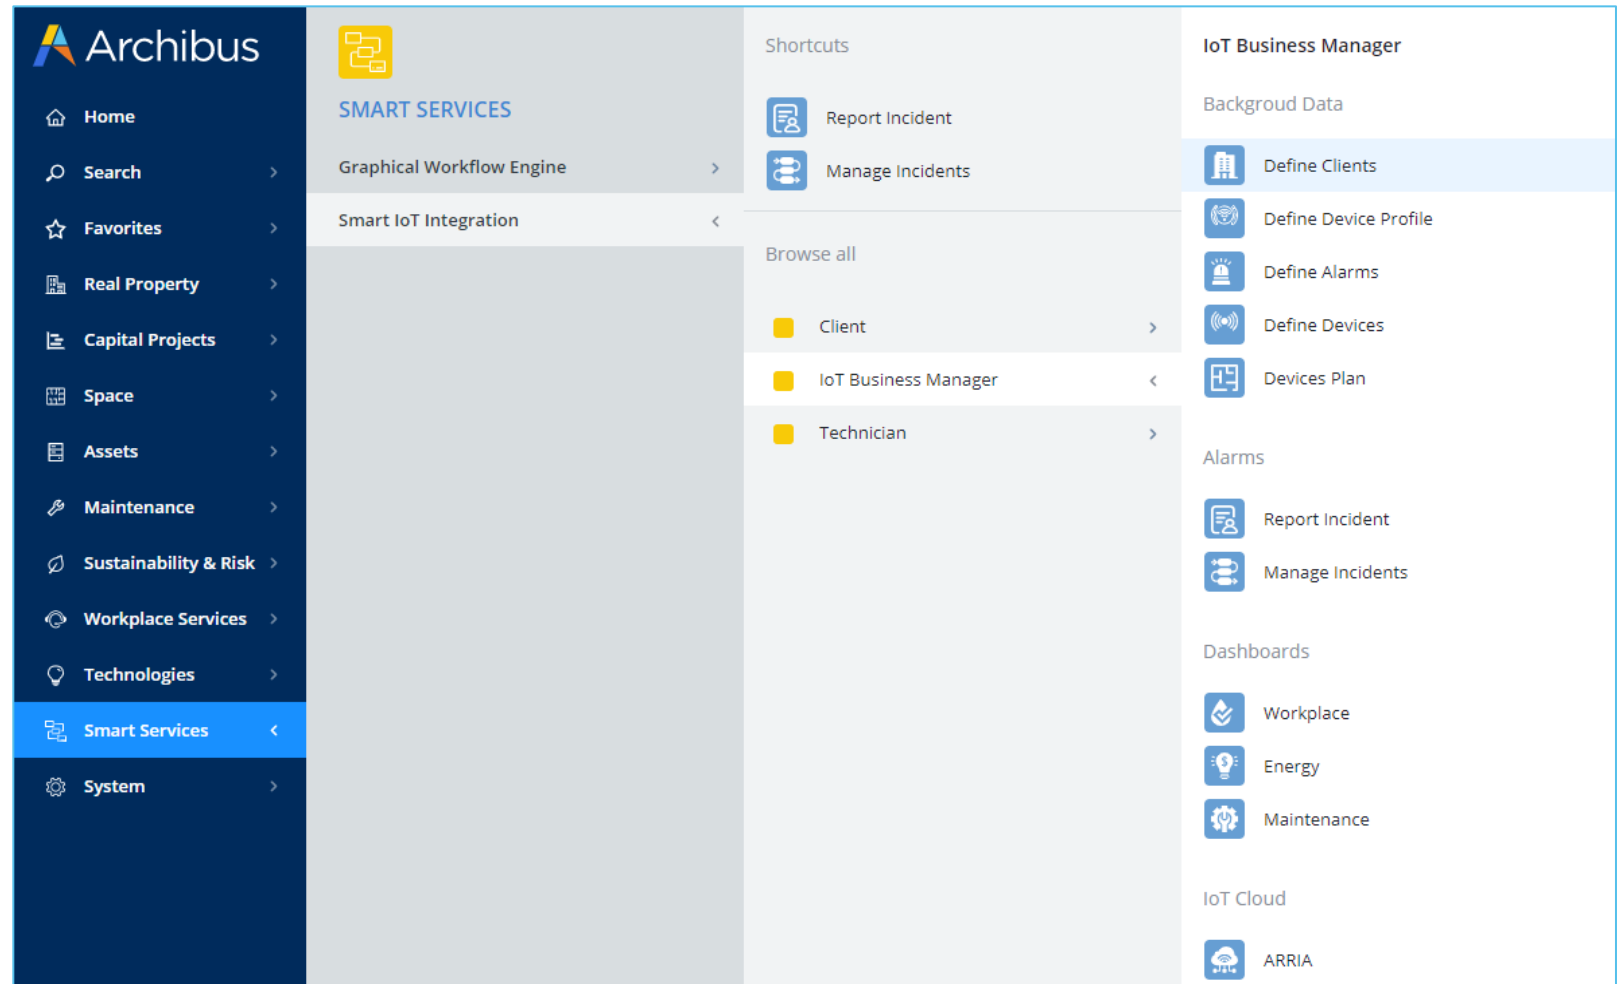 Archibus
Home
Search
Favorites
Real Property
Capital Projects
Space
Assets
Maintenance
Sustainability & Risk
Workplace Services
Technologies
Smart Services
System
SMART SERVICES
Graphical Workflow Engine
Smart IoT Integration
Shortcuts
Report Incident
Manage Incidents
Browse all
Client
IoT Business Manager
Technician
IoT Business Manager
Backgroud Data
Define Clients
Define Device Profile
Define Alarms
Define Devices
Devices Plan
Alarms
Report Incident
Manage Incidents
Dashboards
Workplace
Energy
Maintenance
IoT Cloud
ARRIA